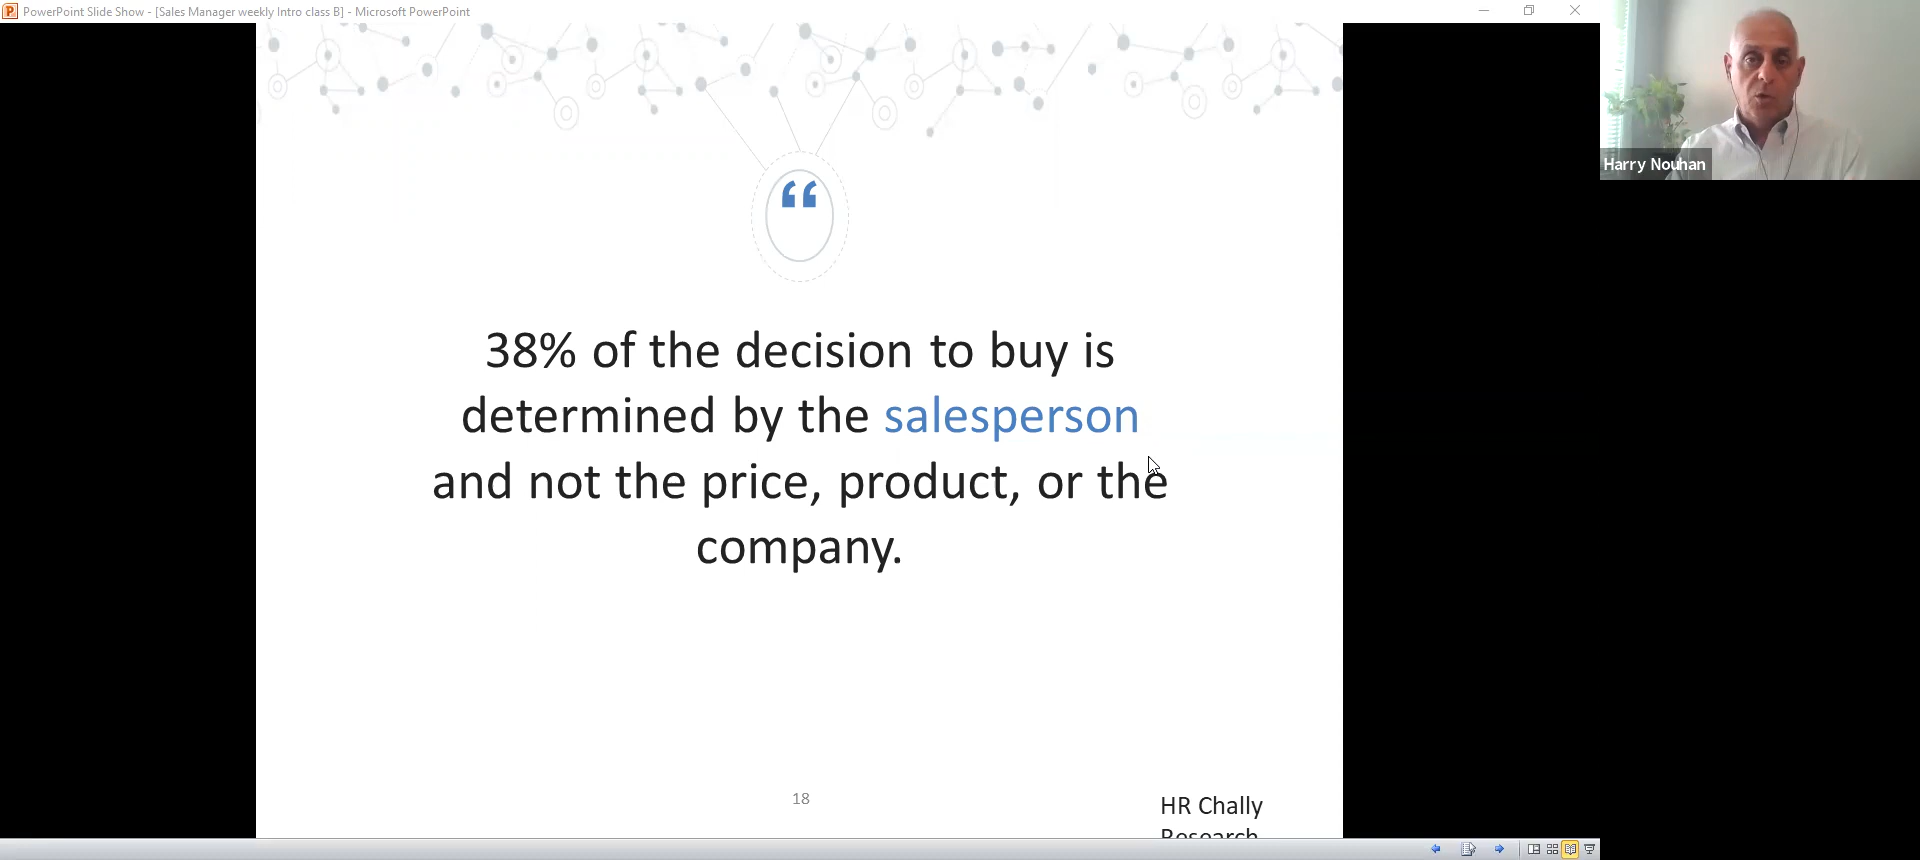 PowerPoint Slide Show - [Sales Manager weekly Intro class B] - Microsoft PowerPoint
Harry Nouhan
“
38% of the decision to buy is
determined by the salesperson
and not the price, product, or the
company.
18
HR Chally
Research